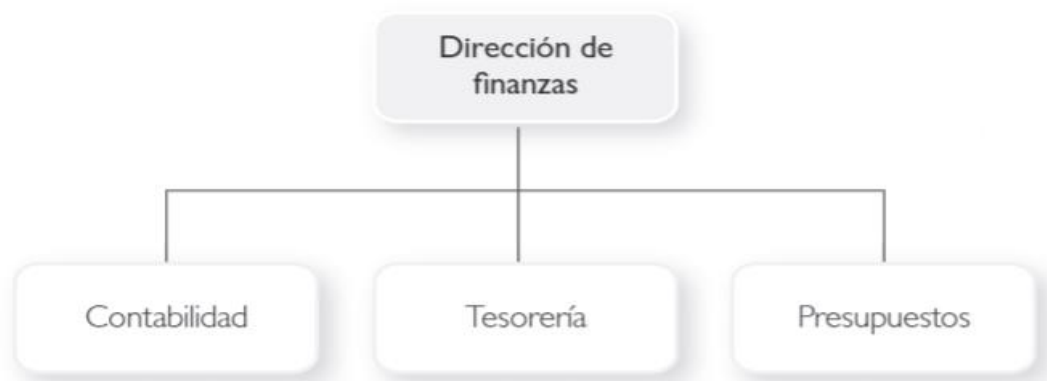 Dirección de
finanzas
Contabilidad
Tesorería
Presupuestos